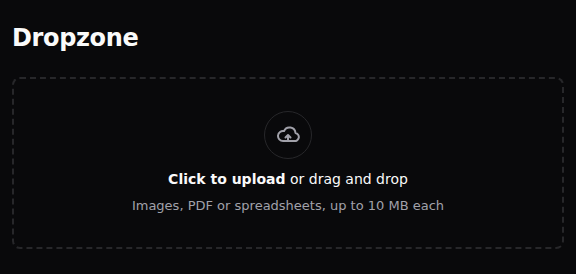 Dropzone
Click to upload or drag and drop
Images, PDF or spreadsheets, up to 10 MB each